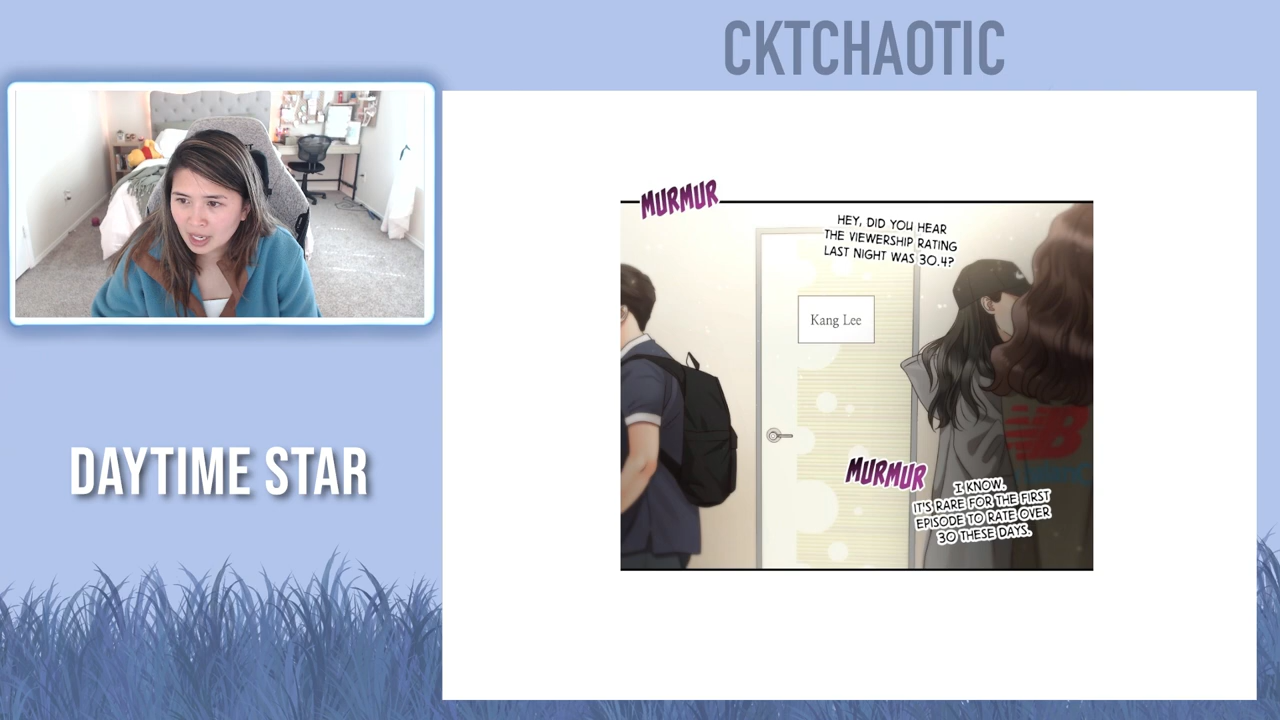 CKTCHAOTIC
MURMUR
HEY, DID YOU HEAR
THE VIEWERSHIP RATING
LAST NIGHT WAS 30.4?
Kang Lee
MURMUR
I KNOW.
IT'S RARE FOR THE FIRST
EPISODE TO RATE OVER
30 THESE DAYS.
DAYTIME STAR